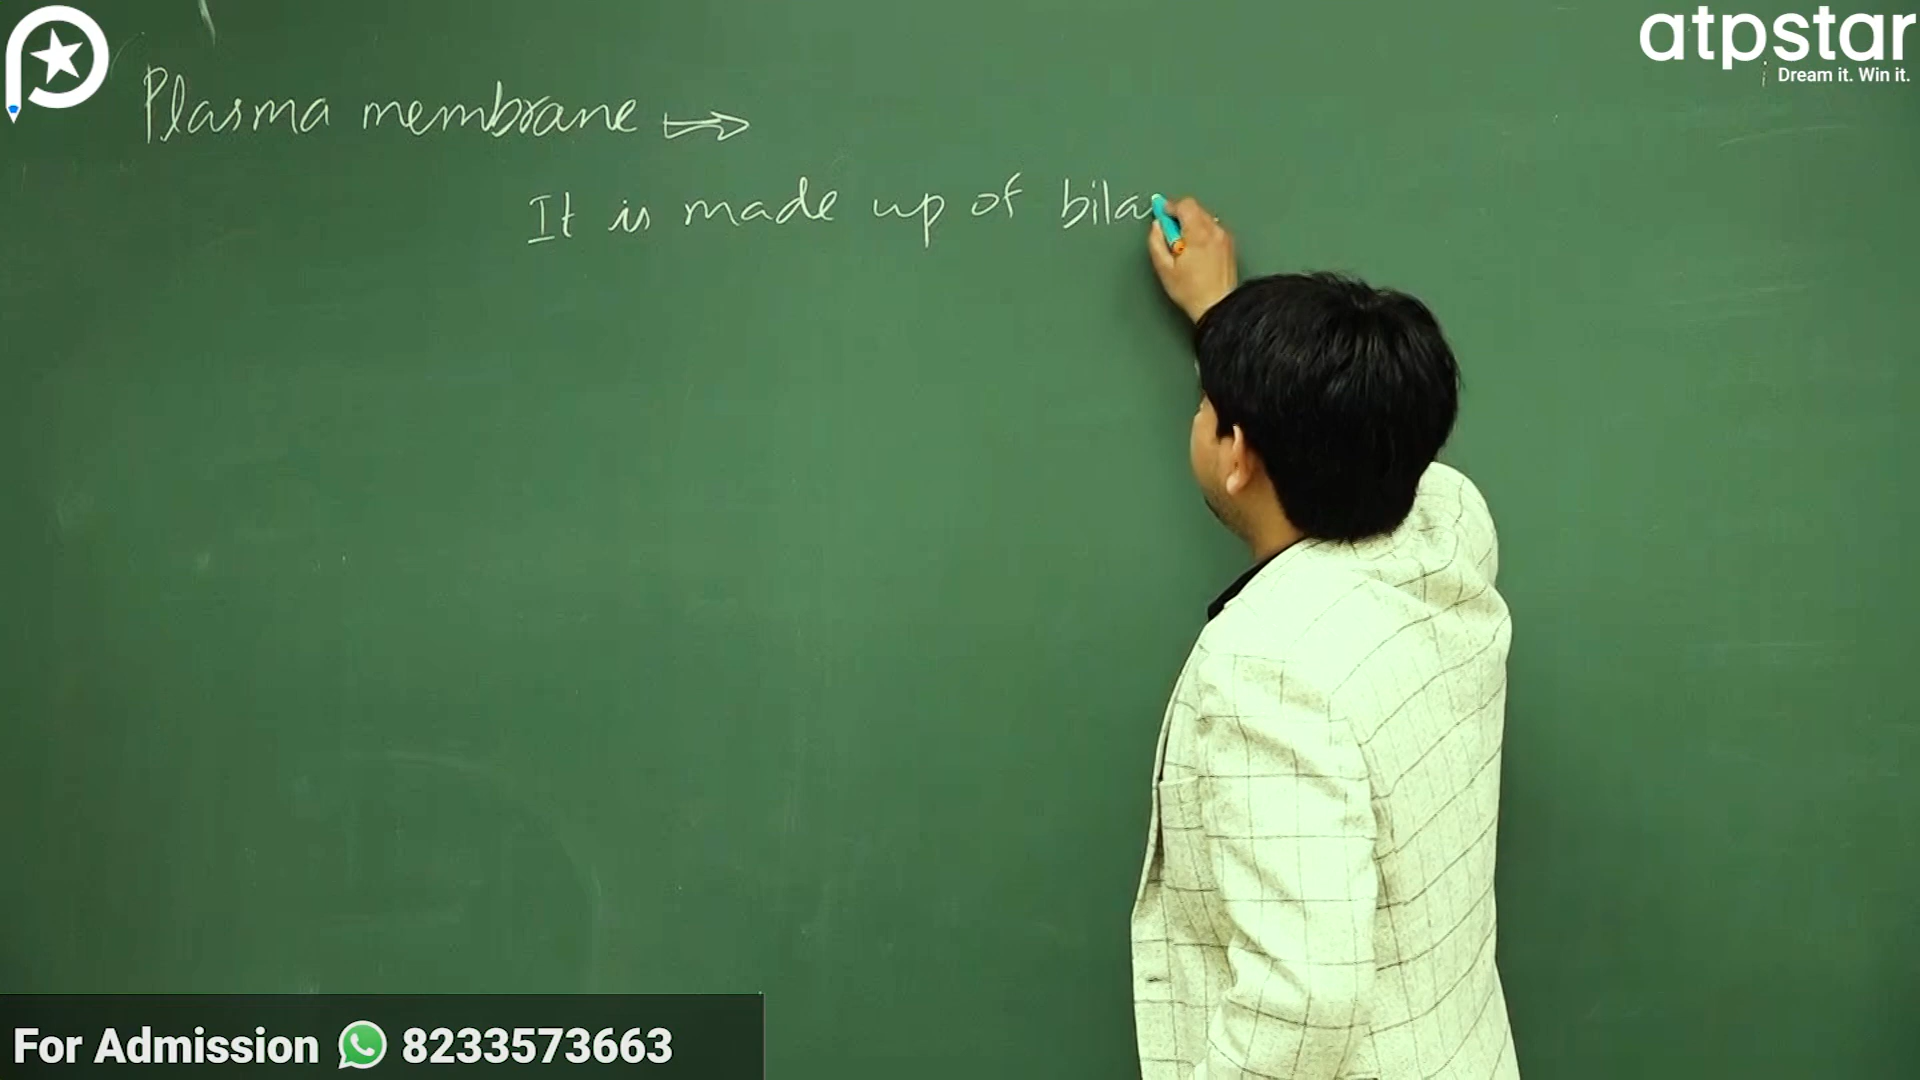 atpstar
Dream it. Win it.
Plasma membrane
It is made up of bila
For Admission 8233573663